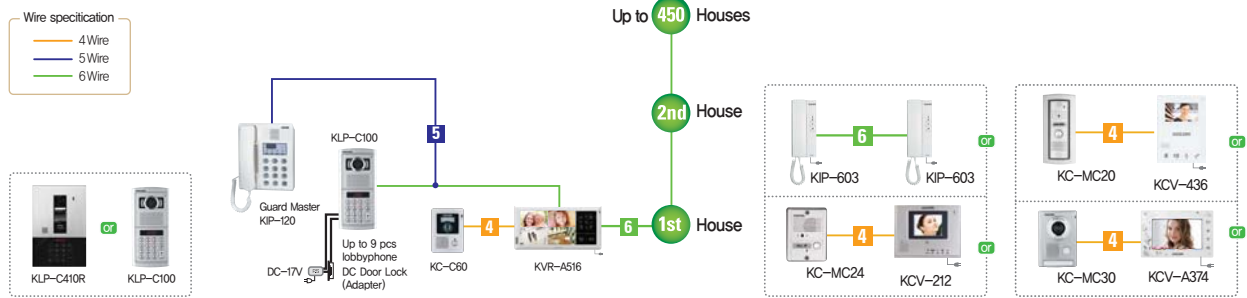 Wire specitication
4 Wire
5 Wire
6 Wire
KLP-C410R
or
KLP-C100
Guard Master
KIP-120
KLP-C100
5
Up to 9 pcs
lobbyphone
DC-17V
DC Door Lock
(Adapter)
KC-C60
4
KVR-A516
6
Up to 450 Houses
2nd House
1st House
KIP-603
6
KIP-603
or
KC-MC24
4
KCV-212
or
KC-MC20
4
KCV-436
or
KC-MC30
4
KCV-A374
or